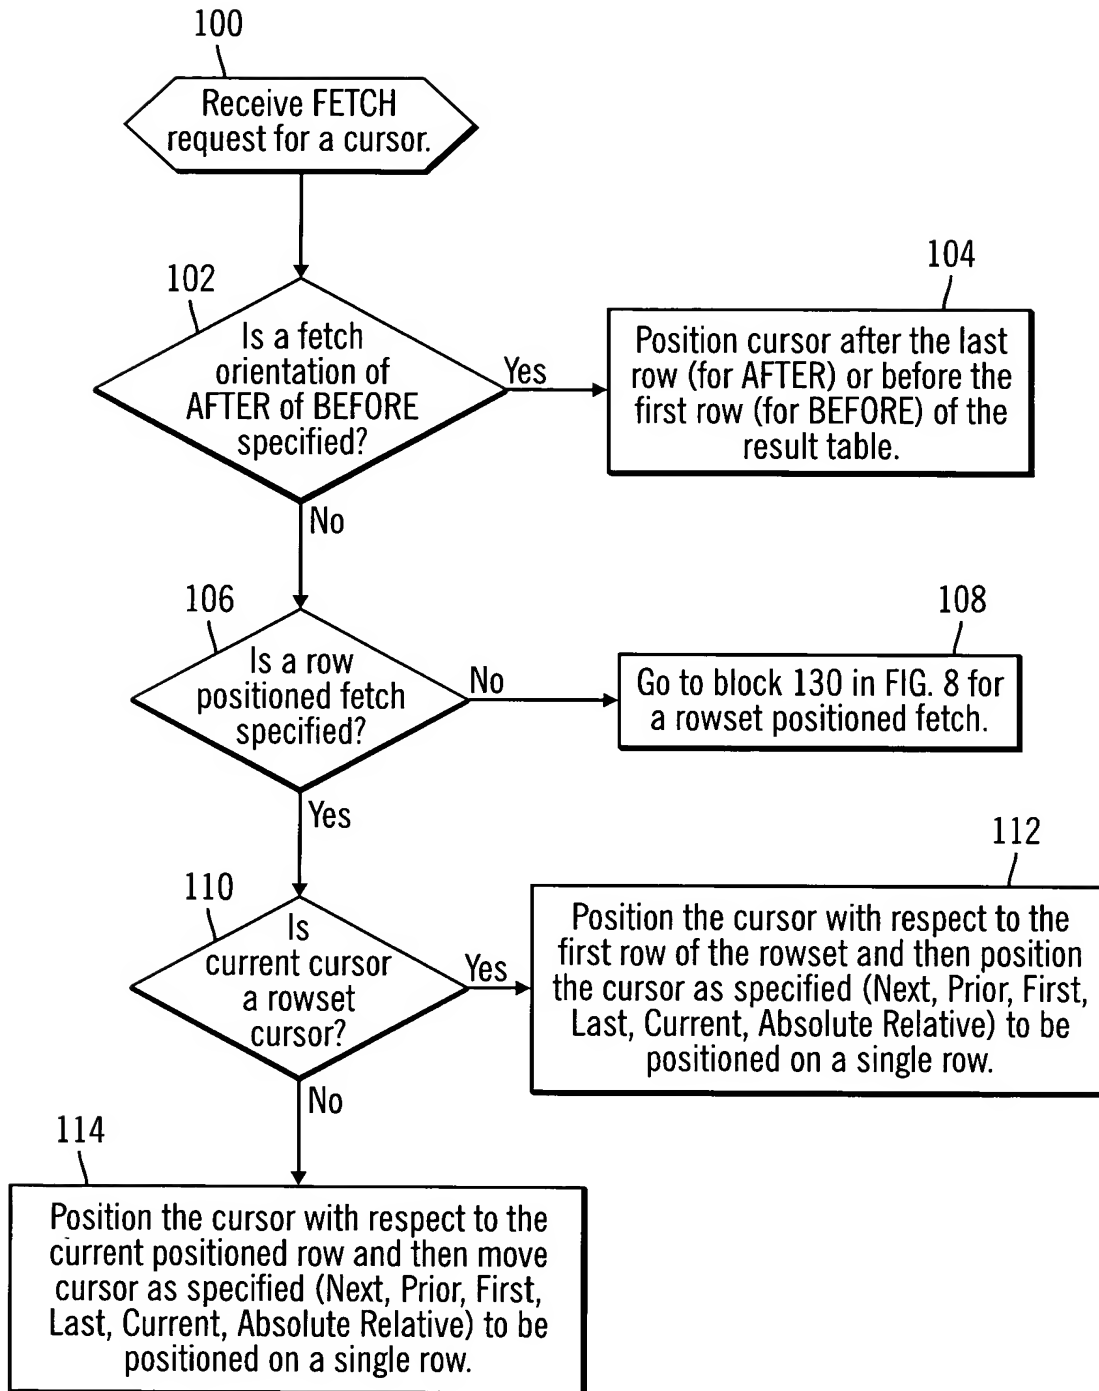 100
Receive FETCH
request for a cursor.
102
Is a fetch
orientation of
AFTER of BEFORE
specified?
Yes
104
Position cursor after the last
row (for AFTER) or before the
first row (for BEFORE) of the
result table.
No
106
Is a row
positioned fetch
specified?
No
108
Go to block 130 in FIG. 8 for
a rowset positioned fetch.
Yes
110
Is
current cursor
a rowset
cursor?
Yes
112
Position the cursor with respect to the
first row of the rowset and then position
the cursor as specified (Next, Prior, First,
Last, Current, Absolute Relative) to be
positioned on a single row.
No
114
Position the cursor with respect to the
current positioned row and then move
cursor as specified (Next, Prior, First,
Last, Current, Absolute Relative) to be
positioned on a single row.